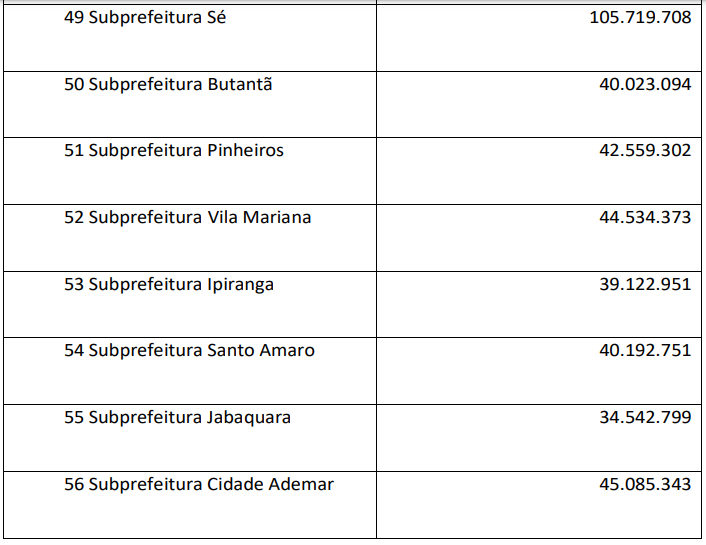 49 Subprefeitura Sé 105.719.708
50 Subprefeitura Butantã 40.023.094
51 Subprefeitura Pinheiros 42.559.302
52 Subprefeitura Vila Mariana 44.534.373
53 Subprefeitura Ipiranga 39.122.951
54 Subprefeitura Santo Amaro 40.192.751
55 Subprefeitura Jabaquara 34.542.799
56 Subprefeitura Cidade Ademar 45.085.343